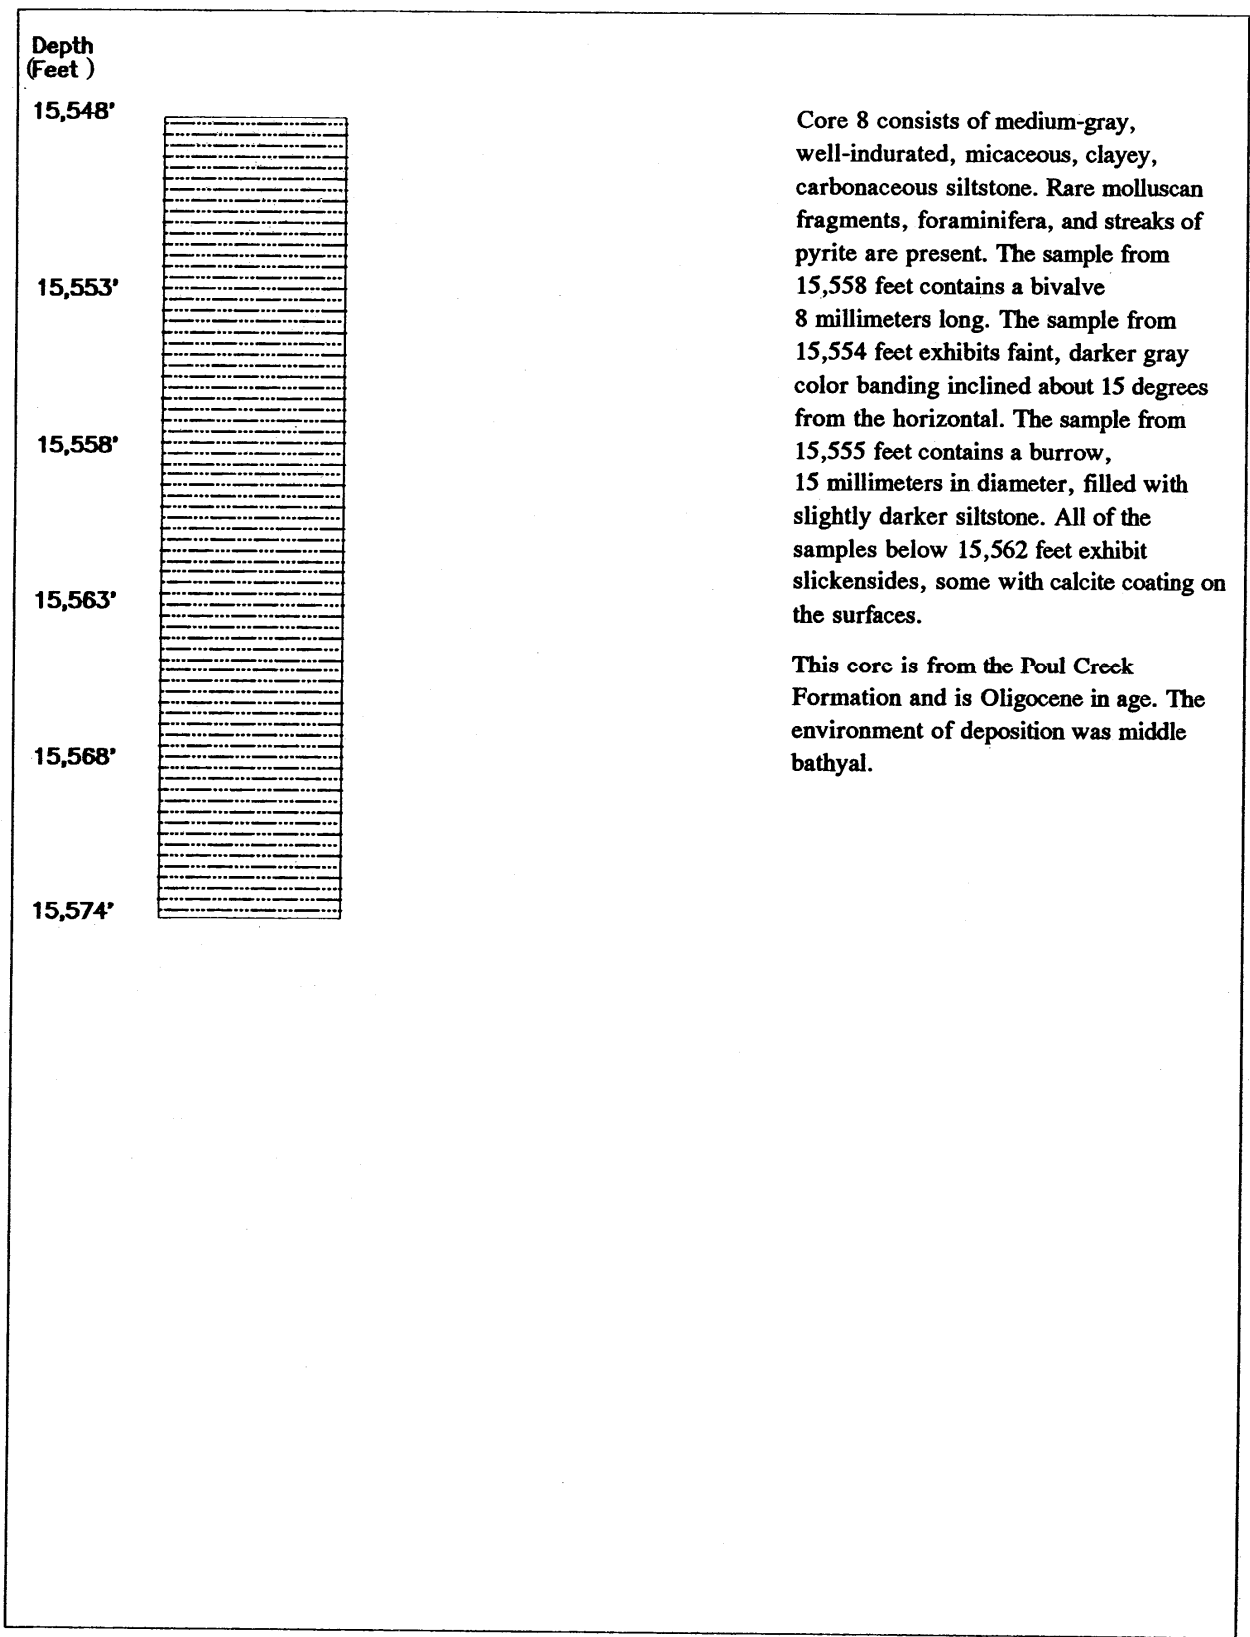 Depth
(Feet )
15,548'
15,553'
15,558'
15,563'
15,568'
15,574'
Core 8 consists of medium-gray,
well-indurated, micaceous, clayey,
carbonaceous siltstone. Rare molluscan
fragments, foraminifera, and streaks of
pyrite are present. The sample from
15,558 feet contains a bivalve
8 millimeters long. The sample from
15,554 feet exhibits faint, darker gray
color banding inclined about 15 degrees
from the horizontal. The sample from
15,555 feet contains a burrow,
15 millimeters in diameter, filled with
slightly darker siltstone. All of the
samples below 15,562 feet exhibit
slickensides, some with calcite coating on
the surfaces.
This core is from the Poul Creek
Formation and is Oligocene in age. The
environment of deposition was middle
bathyal.